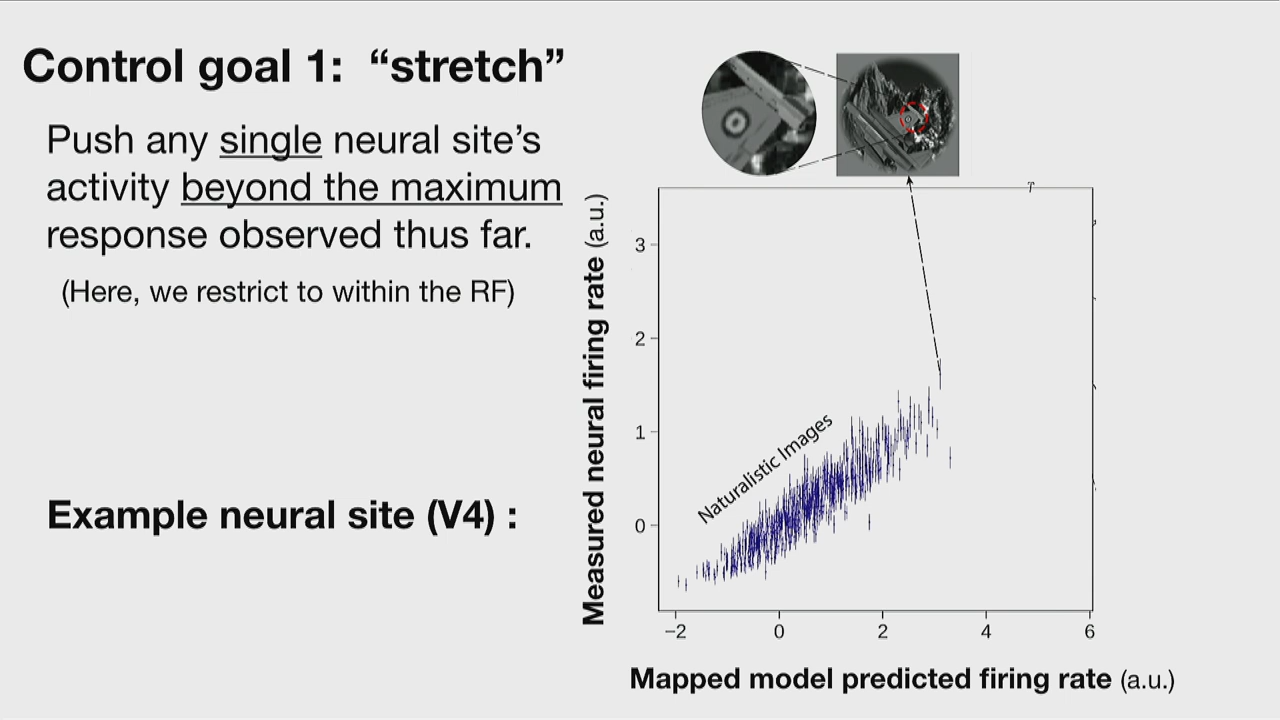 Control goal 1: “stretch”
Push any single neural site’s
activity beyond the maximum
response observed thus far.
(Here, we restrict to within the RF)
Example neural site (V4) :
Measured neural firing rate (a.u.)
3
2
1
0
Naturalistic Images
−2 0 2 4 6
Mapped model predicted firing rate (a.u.)